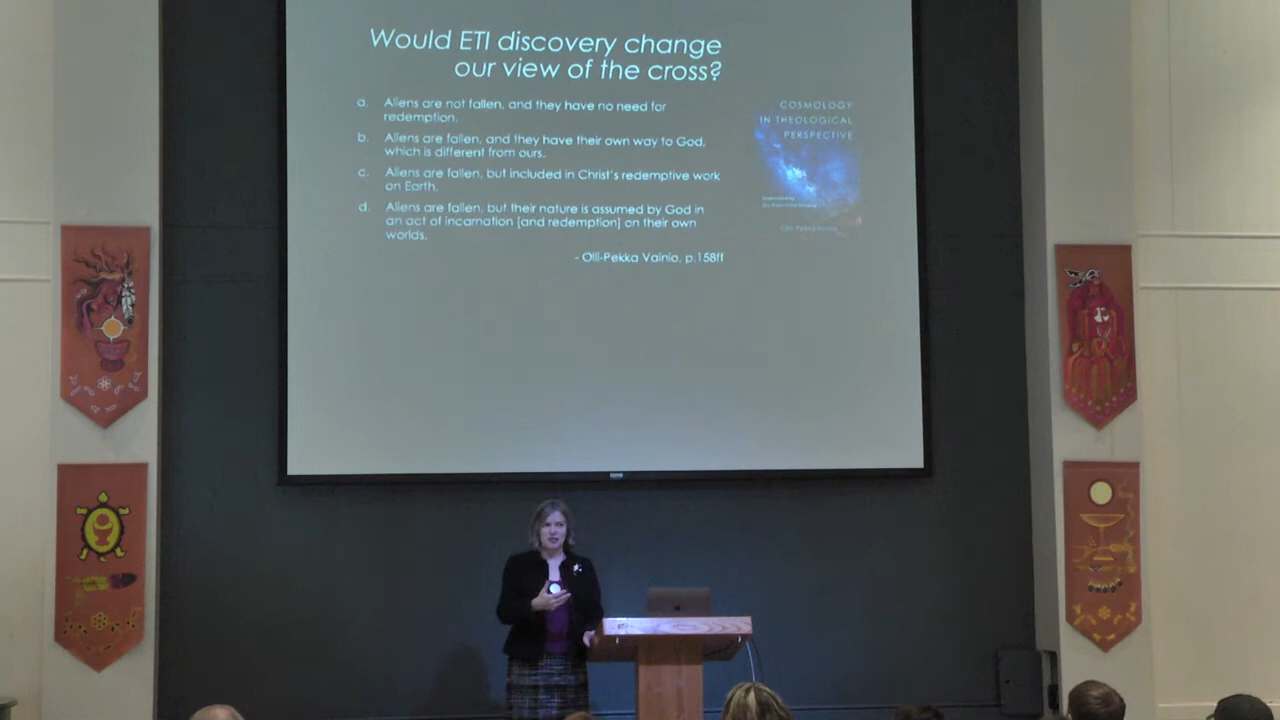 Would ETI discovery change
our view of the cross?
a. Aliens are not fallen, and they have no need for
redemption.
b. Aliens are fallen, and they have their own way to God,
which is different from ours.
c. Aliens are fallen, but included in Christ's redemptive work
on Earth.
d. Aliens are fallen, but their nature is assumed by God in
an act of incarnation [and redemption] on their own
worlds.
- Olli-Pekka Vainio, p.158ff
COSMOLOGY
IN THEOLOGICAL
PERSPECTIVE
Olli-Pekka Vainio